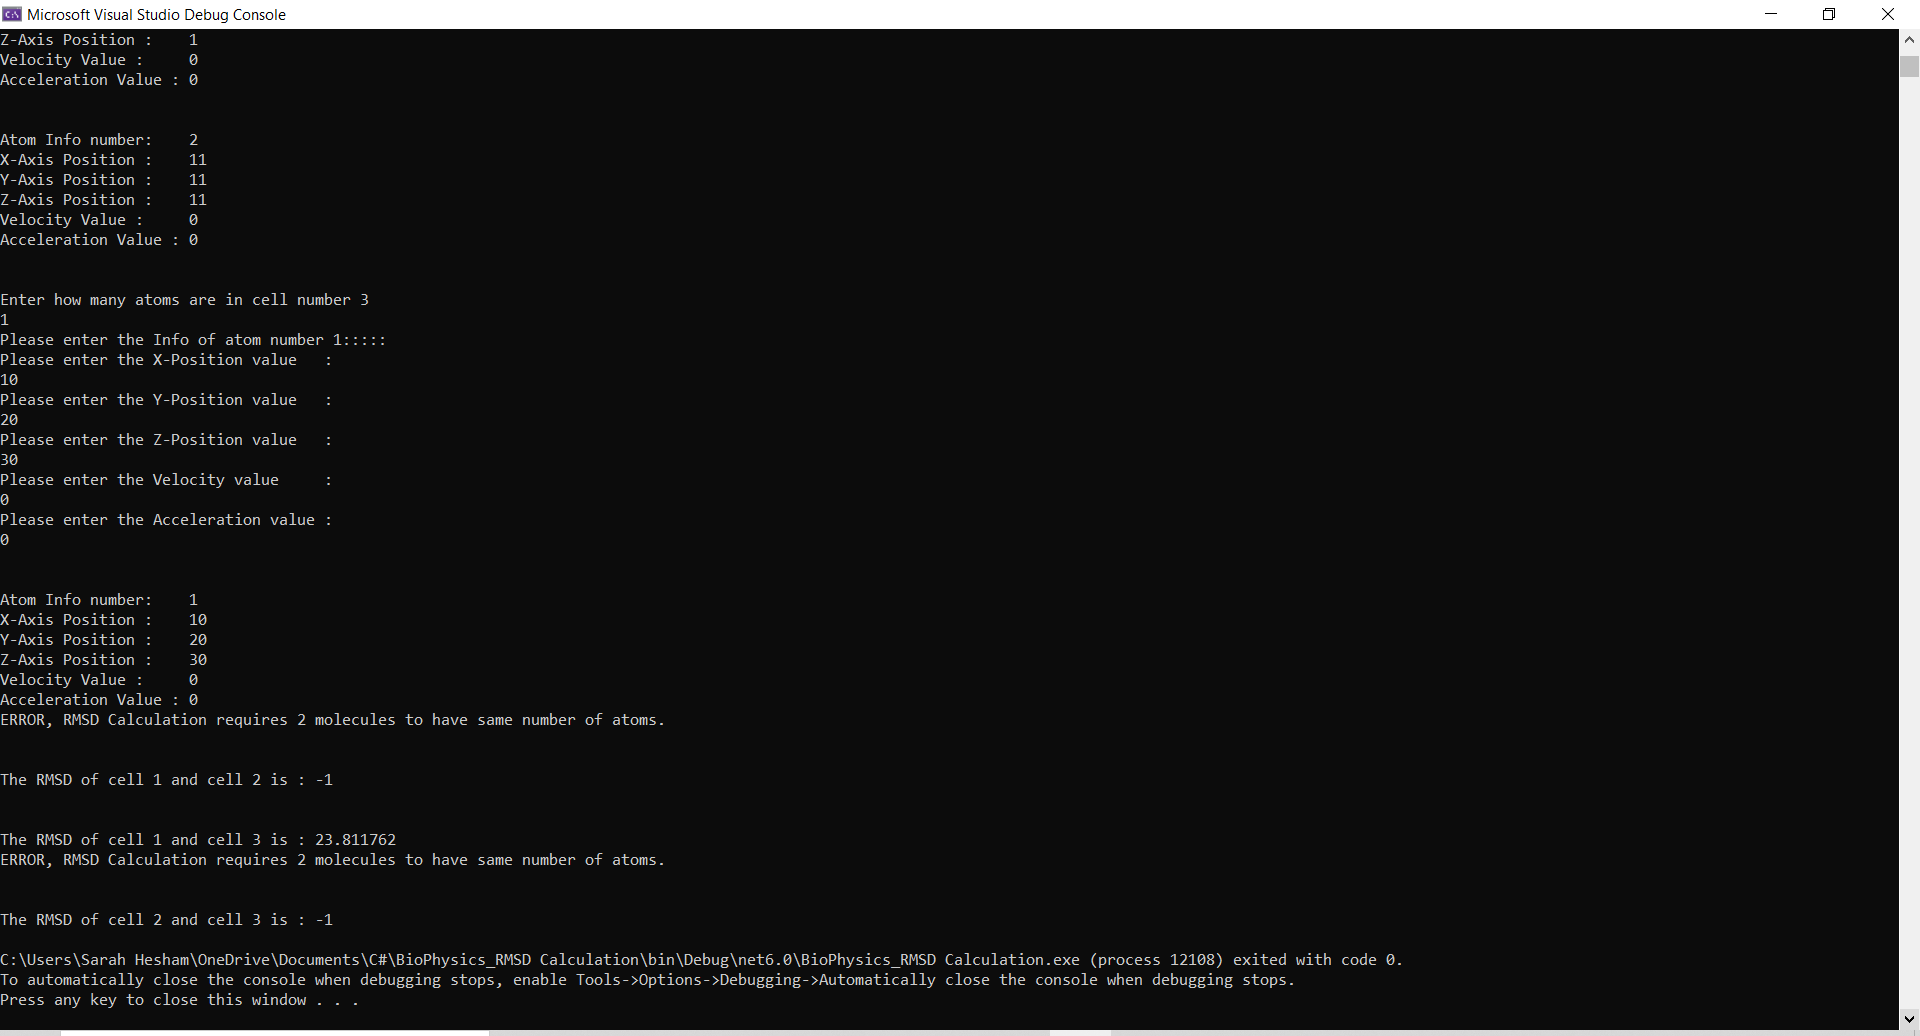 Microsoft Visual Studio Debug Console
Z-Axis Position :    1
Velocity Value :     0
Acceleration Value : 0
Atom Info number:    2
X-Axis Position :    11
Y-Axis Position :    11
Z-Axis Position :    11
Velocity Value :     0
Acceleration Value : 0
Enter how many atoms are in cell number 3
1
Please enter the Info of atom number 1:::::
Please enter the X-Position value   :
10
Please enter the Y-Position value   :
20
Please enter the Z-Position value   :
30
Please enter the Velocity value     :
0
Please enter the Acceleration value :
0
Atom Info number:    1
X-Axis Position :    10
Y-Axis Position :    20
Z-Axis Position :    30
Velocity Value :     0
Acceleration Value : 0
ERROR, RMSD Calculation requires 2 molecules to have same number of atoms.
The RMSD of cell 1 and cell 2 is : -1
The RMSD of cell 1 and cell 3 is : 23.811762
ERROR, RMSD Calculation requires 2 molecules to have same number of atoms.
The RMSD of cell 2 and cell 3 is : -1
C:\Users\Sarah Hesham\OneDrive\Documents\C#\BioPhysics_RMSD Calculation\bin\Debug\net6.0\BioPhysics_RMSD Calculation.exe (process 12108) exited with code 0.
To automatically close the console when debugging stops, enable Tools->Options->Debugging->Automatically close the console when debugging stops.
Press any key to close this window . . .